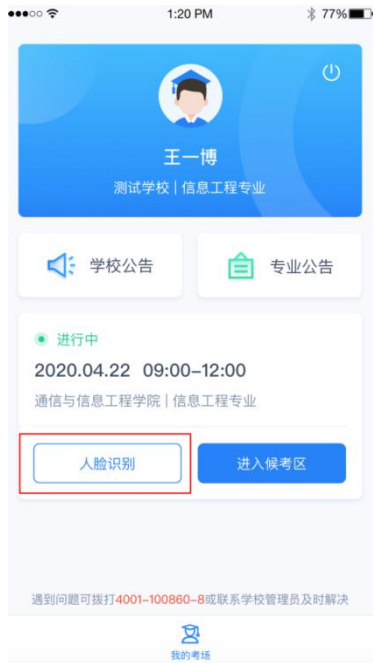 1:20 PM 77%
王一博
测试学校 | 信息工程专业
学校公告 专业公告
进行中
2020.04.22 09:00–12:00
通信与信息工程学院 | 信息工程专业
人脸识别 进入候考区
遇到问题可拨打4001–100860–8或联系学校管理员及时解决
我的考场